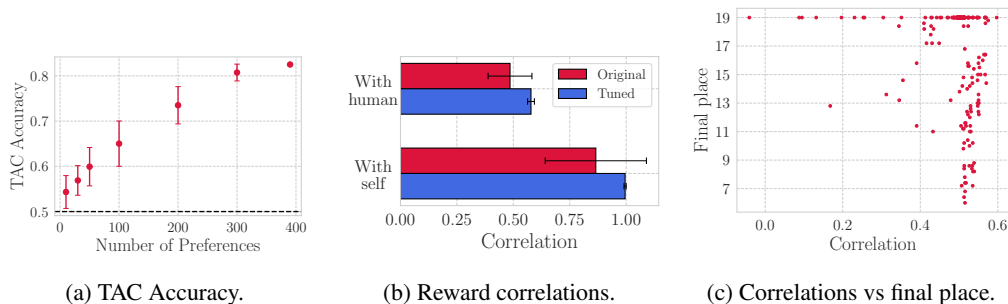 0.8
0.7
0.6
0.5
TAC Accuracy
0
100
200
300
400
Number of Preferences
(a) TAC Accuracy.
With
human
With
self
Original
Tuned
0.00
0.25
0.50
0.75
1.00
Correlation
(b) Reward correlations.
19
17
15
13
11
9
7
Final place
0.0
0.2
0.4
0.6
Correlation
(c) Correlations vs final place.